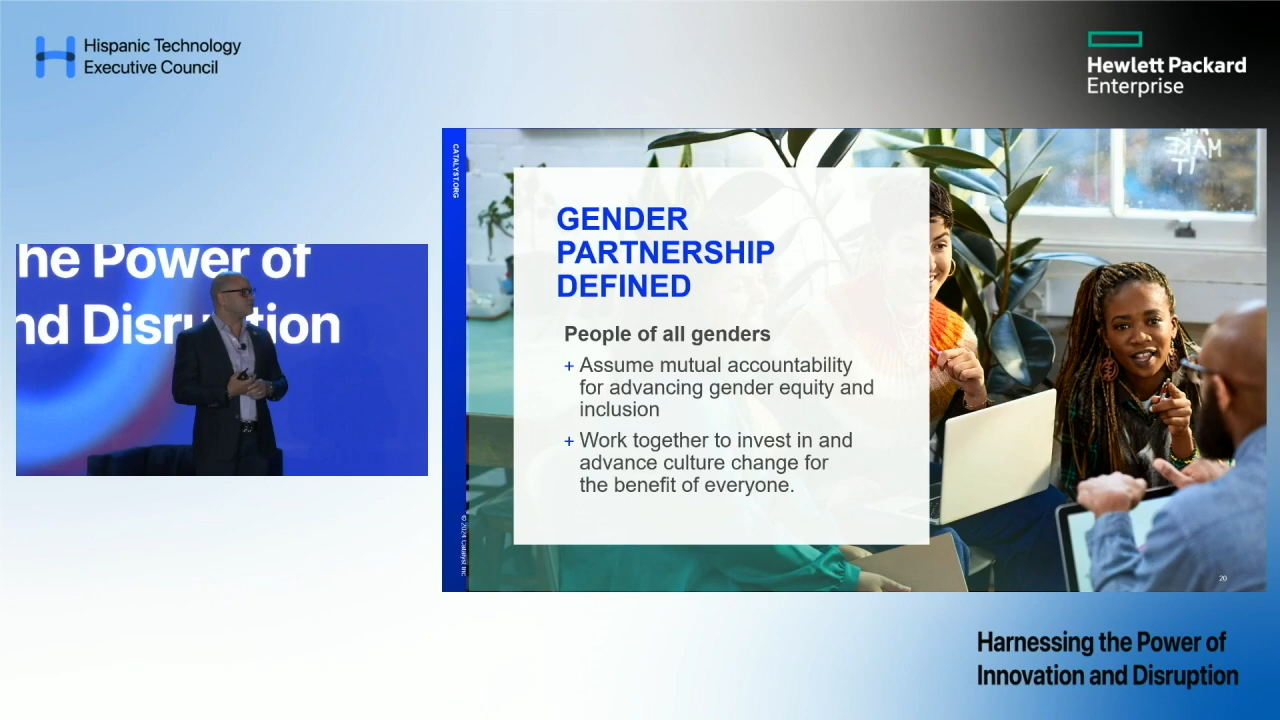 Hispanic Technology
Executive Council
Hewlett Packard
Enterprise
he Power of
nd Disruption
CATALYST.ORG
GENDER
PARTNERSHIP
DEFINED
People of all genders
+ Assume mutual accountability
for advancing gender equity and
inclusion
+ Work together to invest in and
advance culture change for
the benefit of everyone.
© 2024 Catalyst Inc
MAKE
IT
20
Harnessing the Power of
Innovation and Disruption